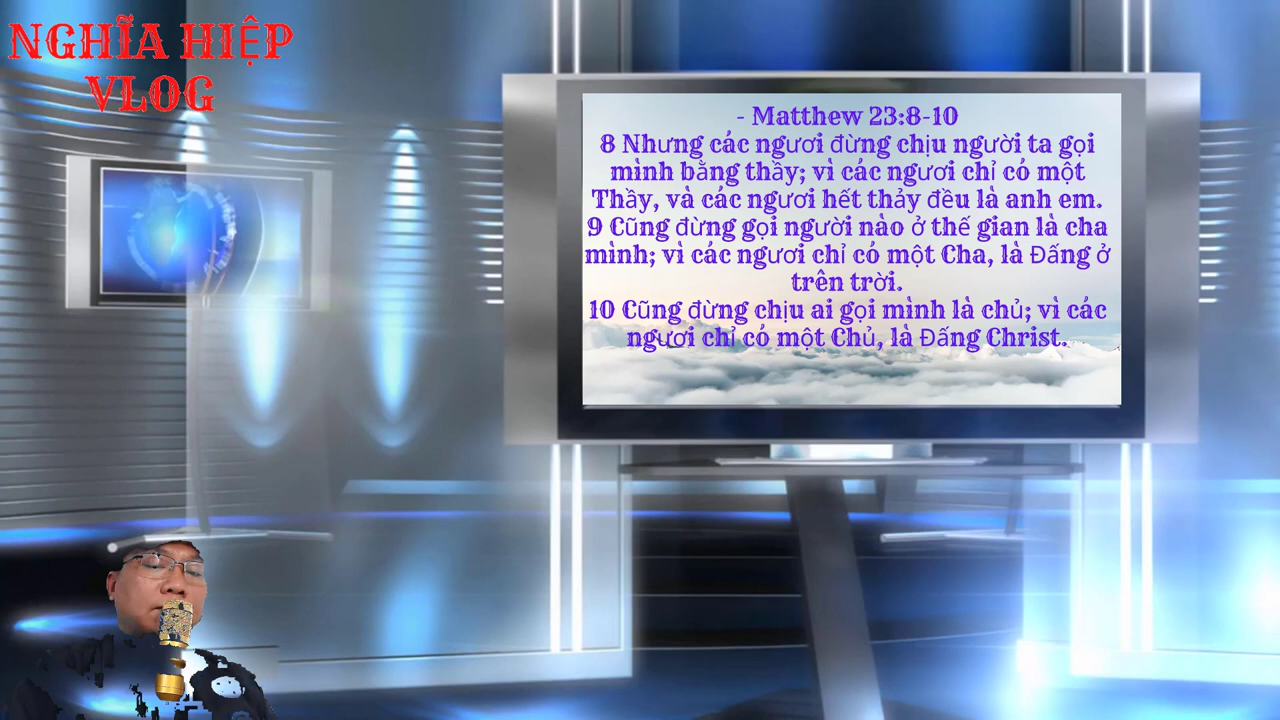 NGHĨA HIỆP
VLOG
- Matthew 23:8-10
8 Nhưng các ngươi đừng chịu người ta gọi
mình bằng thầy; vì các ngươi chỉ có một
Thầy, và các ngươi hết thảy đều là anh em.
9 Cũng đừng gọi người nào ở thế gian là cha
mình; vì các ngươi chỉ có một Cha, là Đấng ở
trên trời.
10 Cũng đừng chịu ai gọi mình là chủ; vì các
ngươi chỉ có một Chủ, là Đấng Christ.